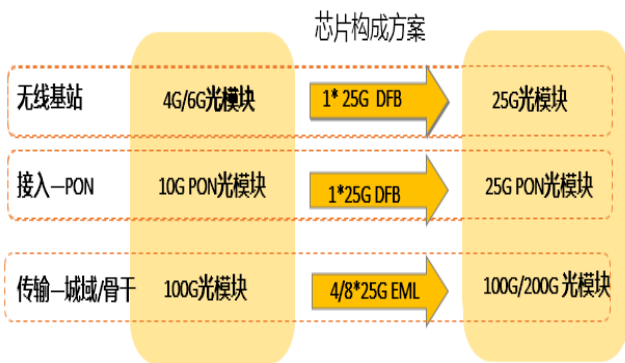 芯片构成方案
无线基站 4G/6G光模块 1* 25G DFB 25G光模块
接入—PON 10G PON光模块 1*25G DFB 25G PON光模块
传输—城域/骨干 100G光模块 4/8*25G EML 100G/200G 光模块